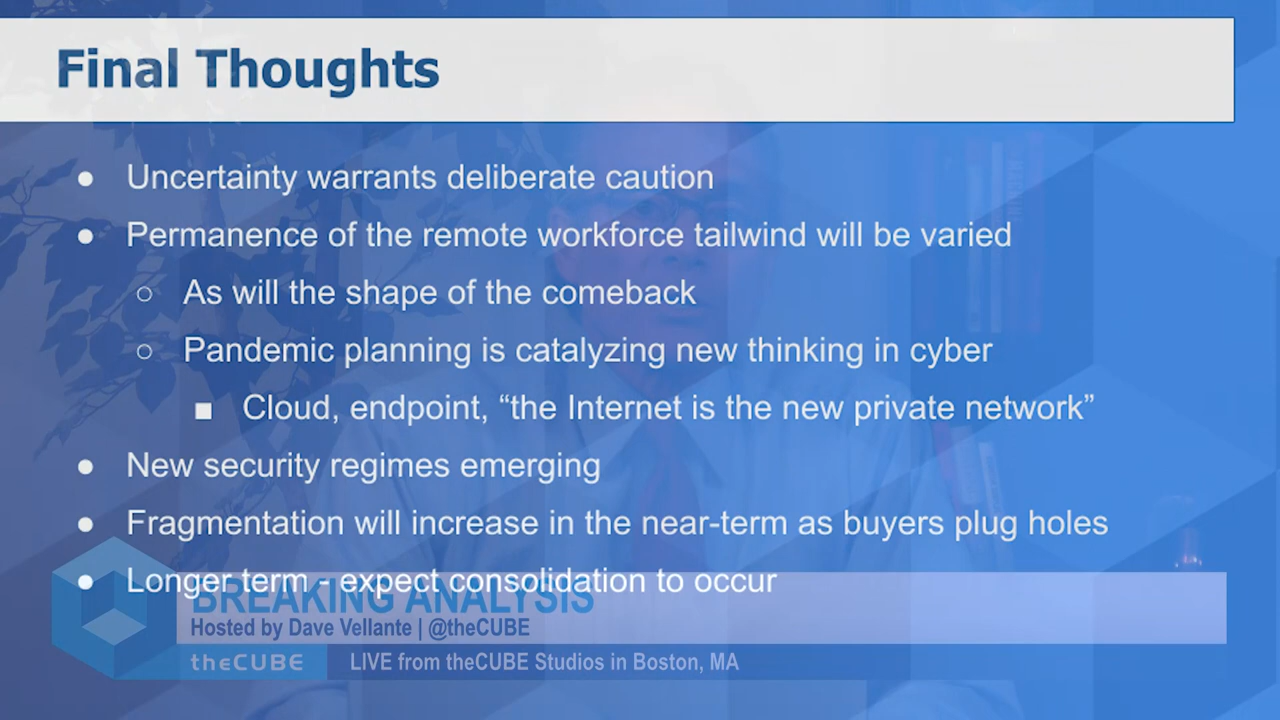 Final Thoughts
● Uncertainty warrants deliberate caution
● Permanence of the remote workforce tailwind will be varied
○ As will the shape of the comeback
○ Pandemic planning is catalyzing new thinking in cyber
■ Cloud, endpoint, “the Internet is the new private network”
● New security regimes emerging
● Fragmentation will increase in the near-term as buyers plug holes
● Longer term - expect consolidation to occur
BREAKING ANALYSIS
Hosted by Dave Vellante | @theCUBE
theCUBE
LIVE from theCUBE Studios in Boston, MA